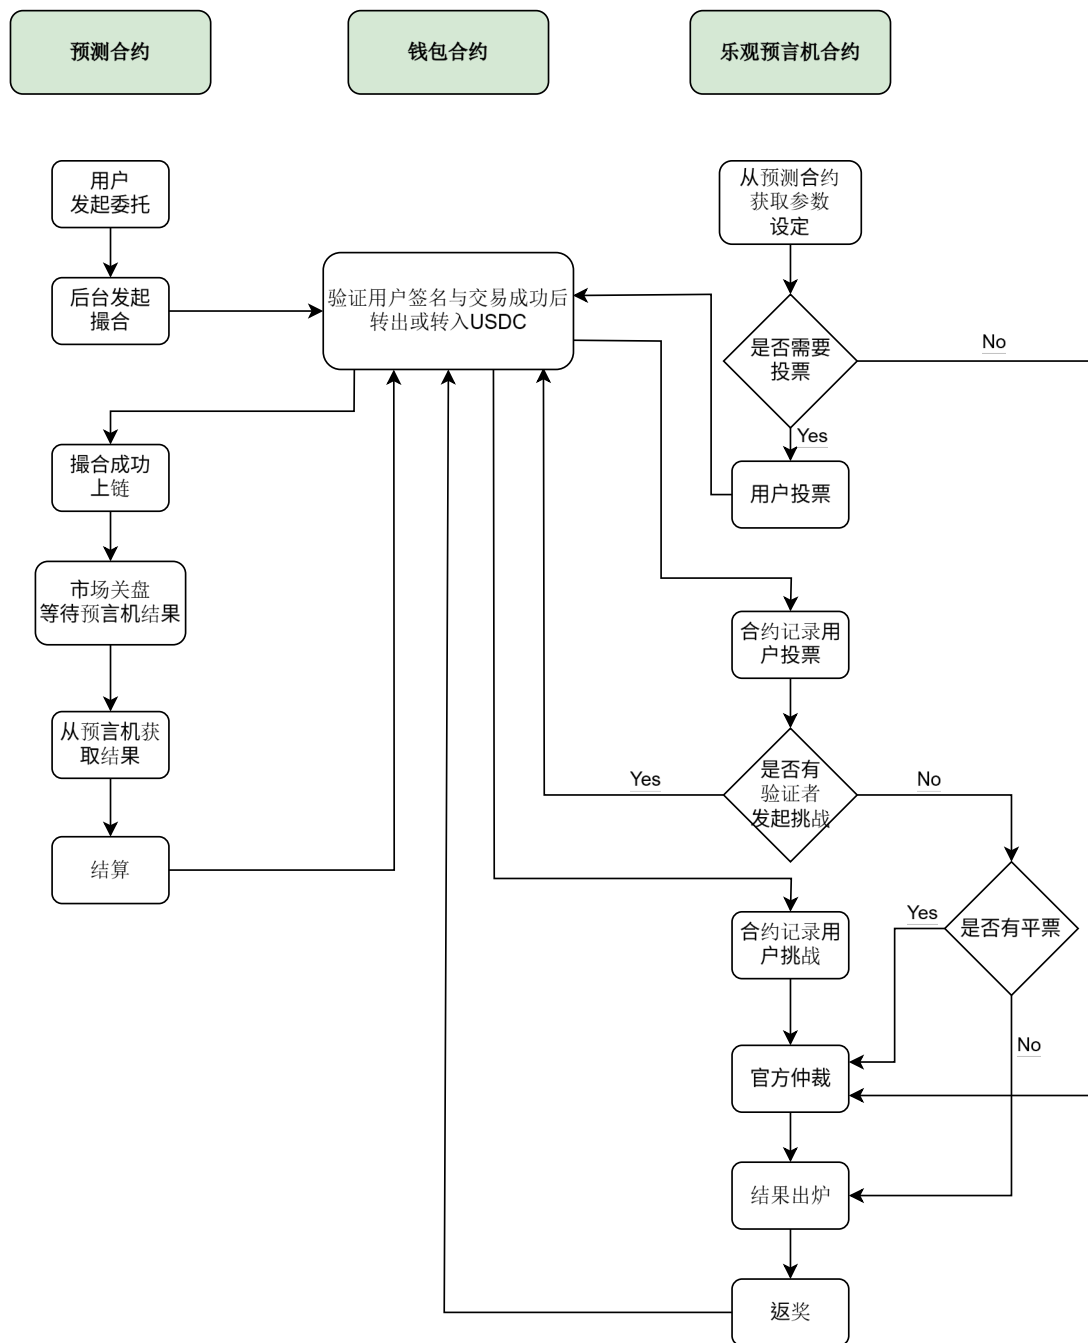 预测合约
钱包合约
乐观预言机合约
用户
发起委托
后台发起
撮合
验证用户签名与交易成功后
转出或转入USDC
从预测合约
获取参数
设定
是否需要
投票
No
Yes
用户投票
撮合成功
上链
市场关盘
等待预言机结果
从预言机获
取结果
结算
合约记录用
户投票
是否有
验证者
发起挑战
Yes
No
是否有平票
Yes
No
合约记录用
户挑战
官方仲裁
结果出炉
返奖